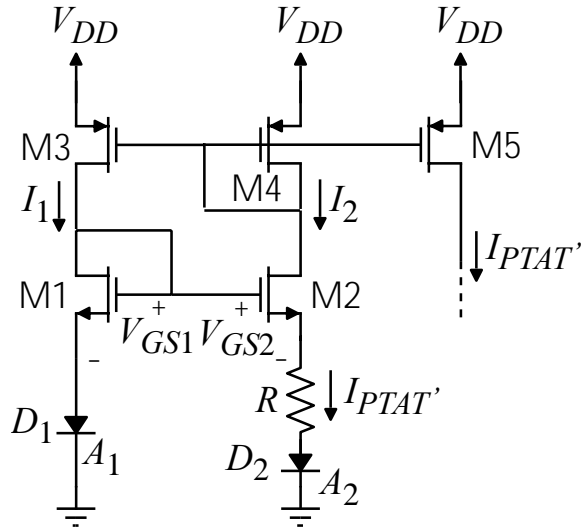 V_DD V_DD V_DD
M3 M4 M5
I_1 I_2
I_PTAT'
M1 M2
+ +
V_GS1 V_GS2
- -
R I_PTAT'
D_1 D_2
A_1 A_2